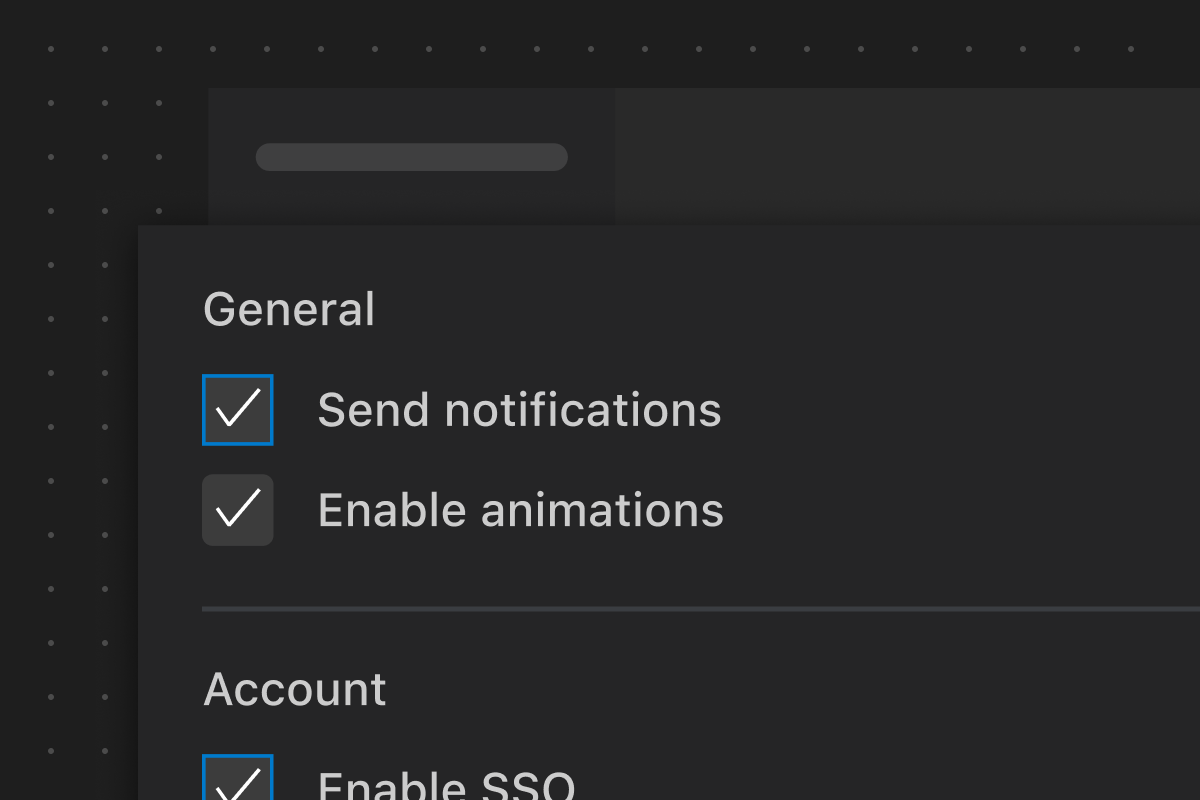 General
Send notifications
Enable animations
Account
Enable SSO